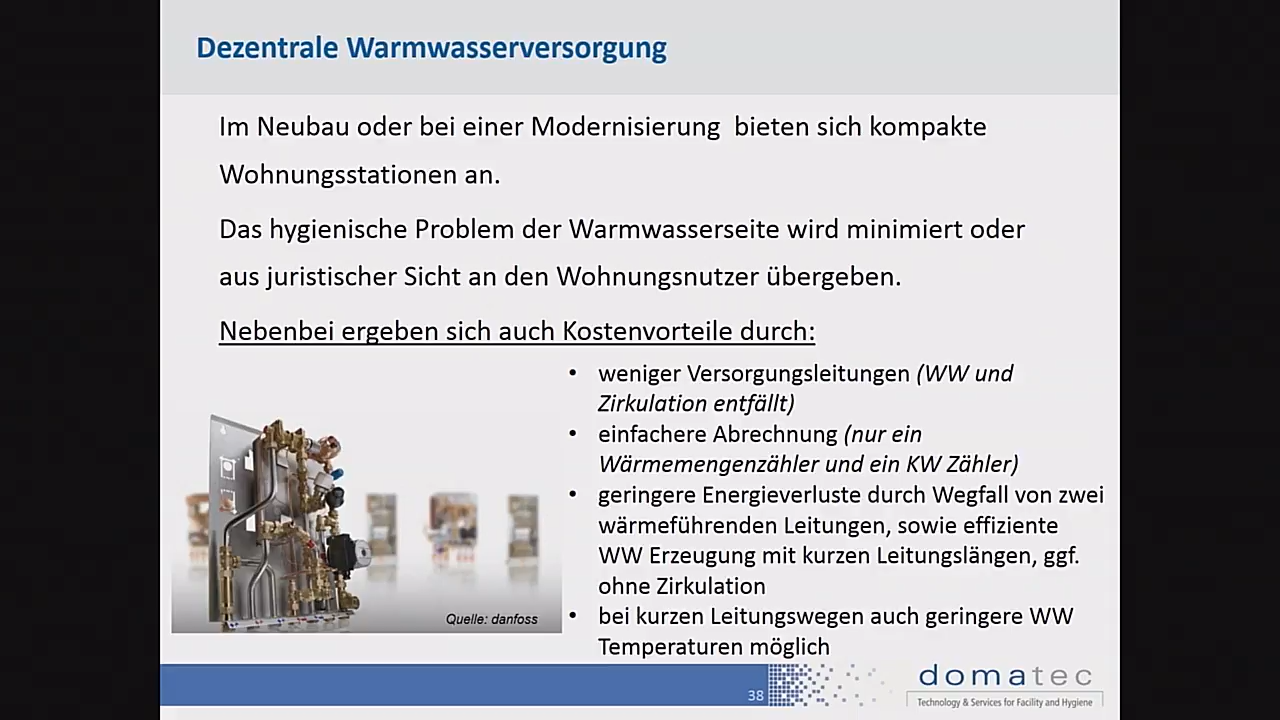 Dezentrale Warmwasserversorgung
Im Neubau oder bei einer Modernisierung bieten sich kompakte
Wohnungsstationen an.
Das hygienische Problem der Warmwasserseite wird minimiert oder
aus juristischer Sicht an den Wohnungsnutzer übergeben.
Nebenbei ergeben sich auch Kostenvorteile durch:
• weniger Versorgungsleitungen (WW und
Zirkulation entfällt)
• einfachere Abrechnung (nur ein
Wärmemengenzähler und ein KW Zähler)
• geringere Energieverluste durch Wegfall von zwei
wärmeführenden Leitungen, sowie effiziente
WW Erzeugung mit kurzen Leitungslängen, ggf.
ohne Zirkulation
• bei kurzen Leitungswegen auch geringere WW
Temperaturen möglich
Quelle: danfoss
38
domatec
Technology & Services for Facility and Hygiene